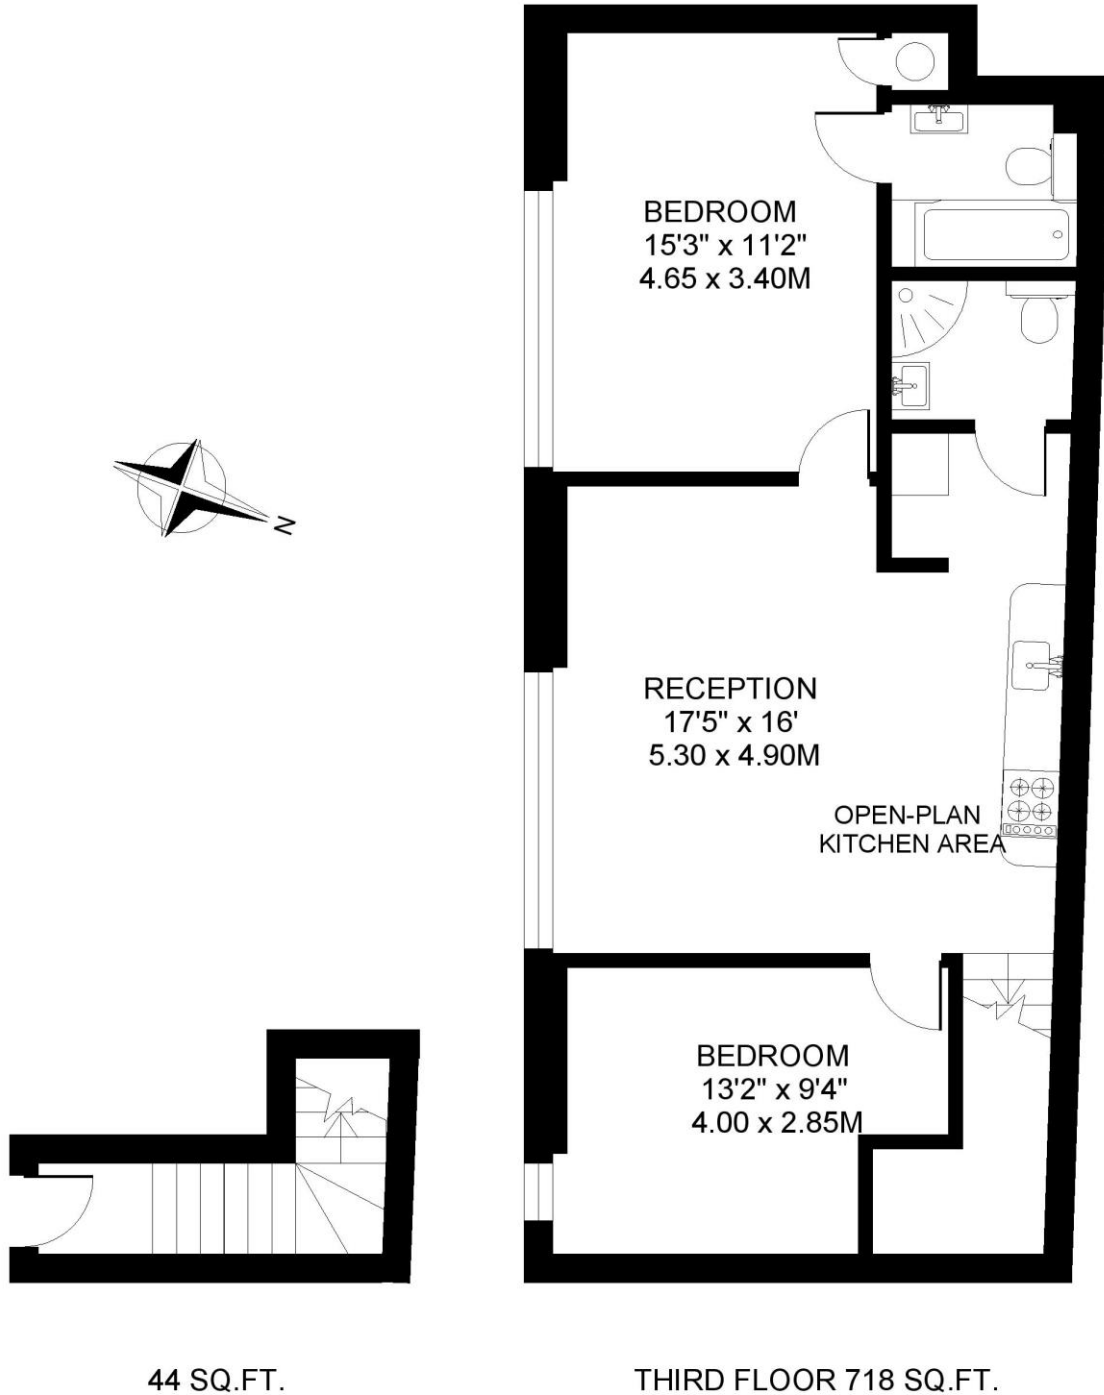 BEDROOM
15'3" x 11'2"
4.65 x 3.40M
N
RECEPTION
17'5" x 16'
5.30 x 4.90M
OPEN-PLAN
KITCHEN AREA
BEDROOM
13'2" x 9'4"
4.00 x 2.85M
44 SQ.FT.
THIRD FLOOR 718 SQ.FT.